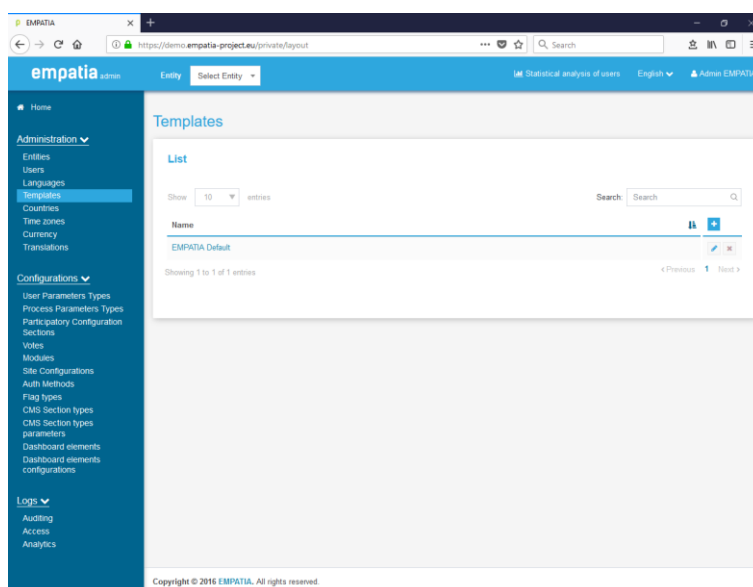 EMPATIA
https://demo.empatia-project.eu/private/layout
Search
empatia admin
Entity
Select Entity
Statistical analysis of users
English
Admin EMPATIA
Home
Administration
Entities
Users
Languages
Templates
Countries
Time zones
Currency
Translations
Configurations
User Parameters Types
Process Parameters Types
Participatory Configuration
Sections
Votes
Modules
Site Configurations
Auth Methods
Flag types
CMS Section types
CMS Section types
parameters
Dashboard elements
Dashboard elements
configurations
Logs
Auditing
Access
Analytics
Templates
List
Show 10 entries
Search: Search
Name
EMPATIA Default
Showing 1 to 1 of 1 entries
Previous 1 Next
Copyright © 2016 EMPATIA. All rights reserved.